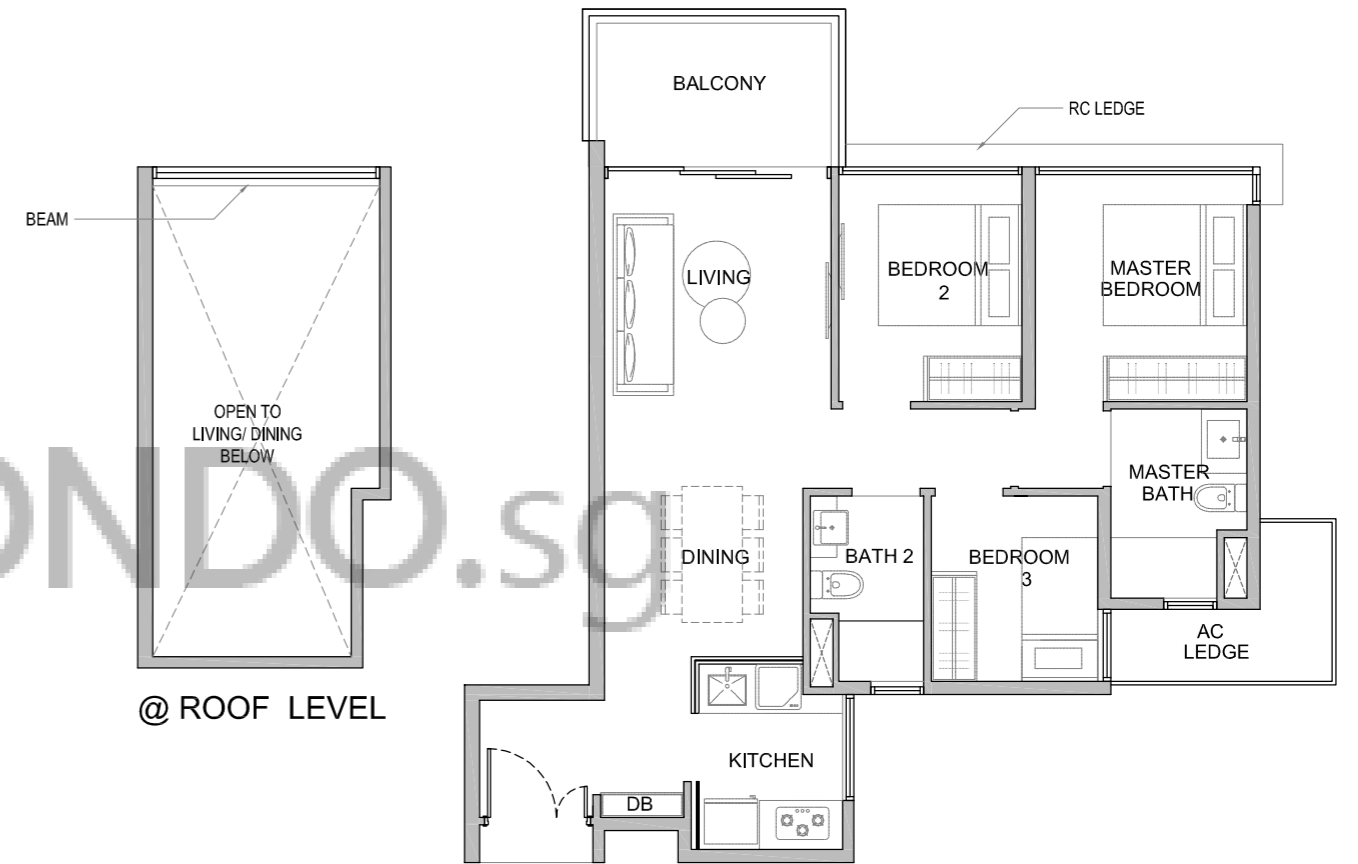 BALCONY
RC LEDGE
BEAM
LIVING
BEDROOM
2
MASTER
BEDROOM
OPEN TO
LIVING/ DINING
BELOW
MASTER
BATH
ONDO.sg
DINING
BATH 2
BEDROOM
3
AC
LEDGE
@ ROOF LEVEL
KITCHEN
DB